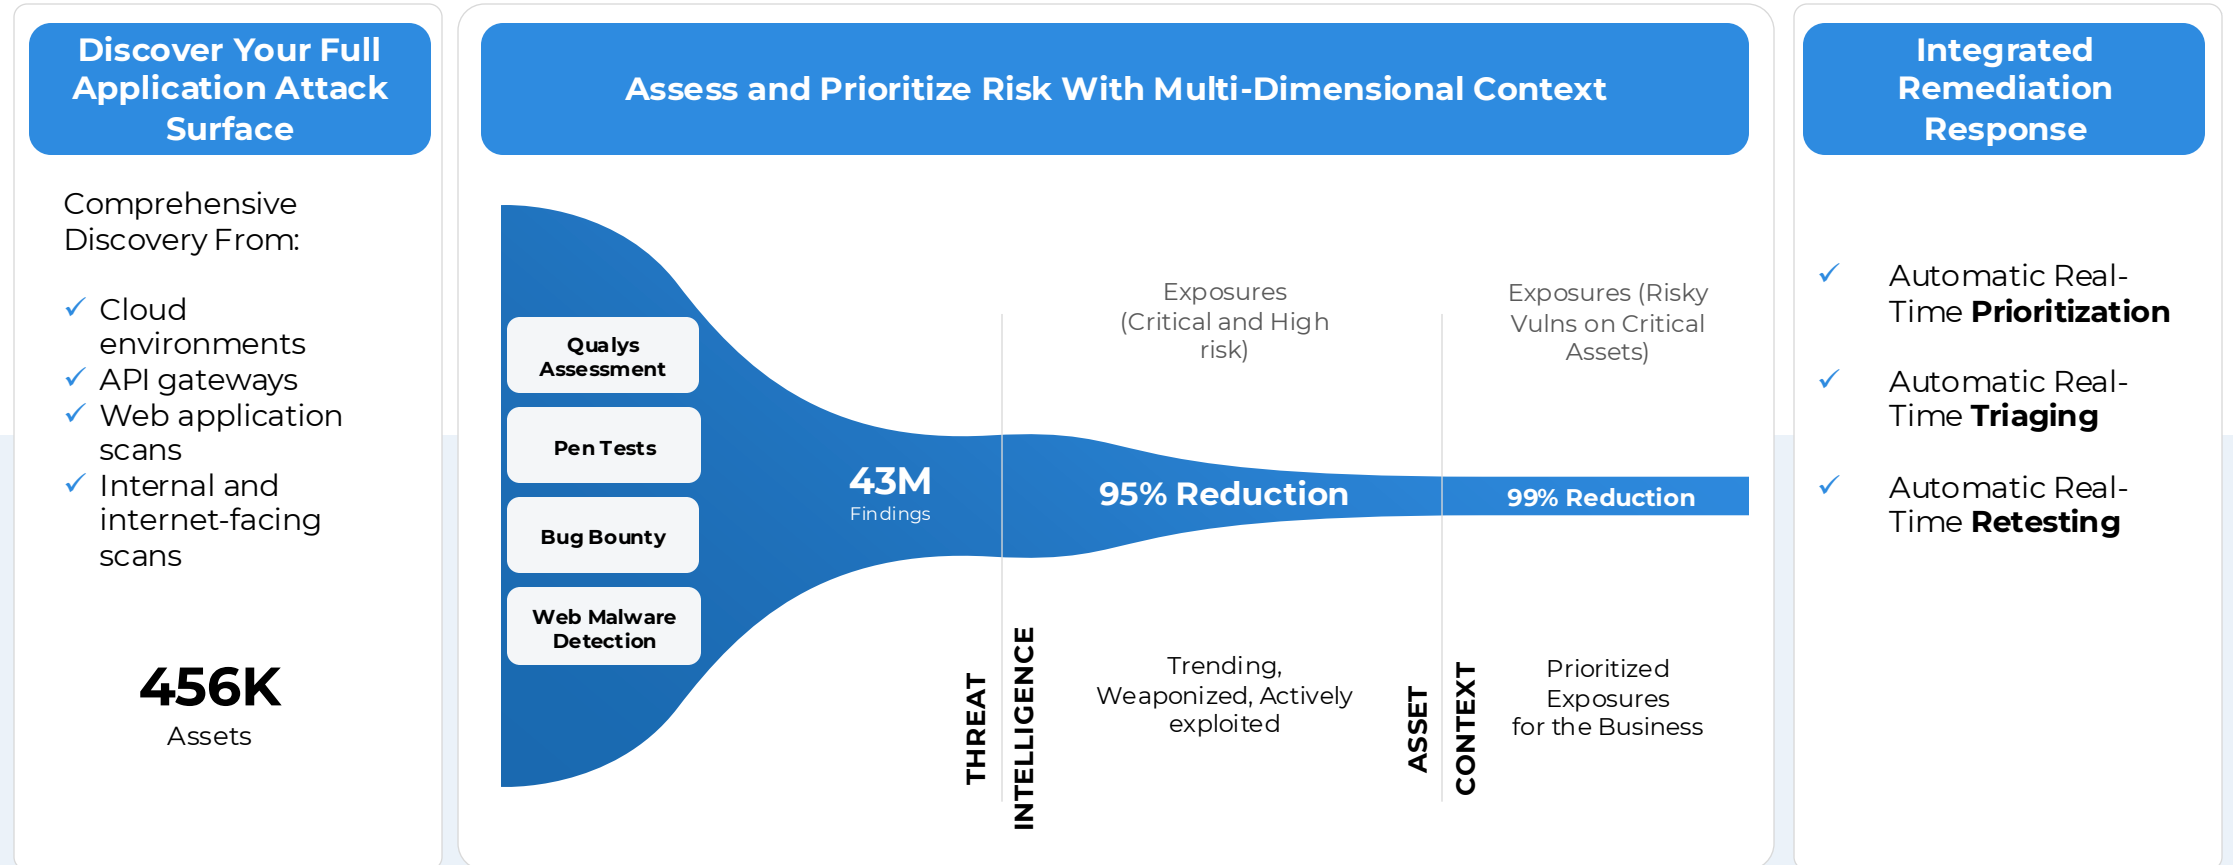 Discover Your Full
Application Attack
Surface
Comprehensive
Discovery From:
Cloud
environments
API gateways
Web application
scans
Internal and
internet-facing
scans
456K
Assets
Assess and Prioritize Risk With Multi-Dimensional Context
Qualys
Assessment
Pen Tests
Bug Bounty
Web Malware
Detection
43M
Findings
THREAT
INTELLIGENCE
Exposures
(Critical and High
risk)
95% Reduction
Trending,
Weaponized, Actively
exploited
ASSET
CONTEXT
Exposures (Risky
Vulns on Critical
Assets)
99% Reduction
Prioritized
Exposures
for the Business
Integrated
Remediation
Response
Automatic Real-
Time Prioritization
Automatic Real-
Time Triaging
Automatic Real-
Time Retesting